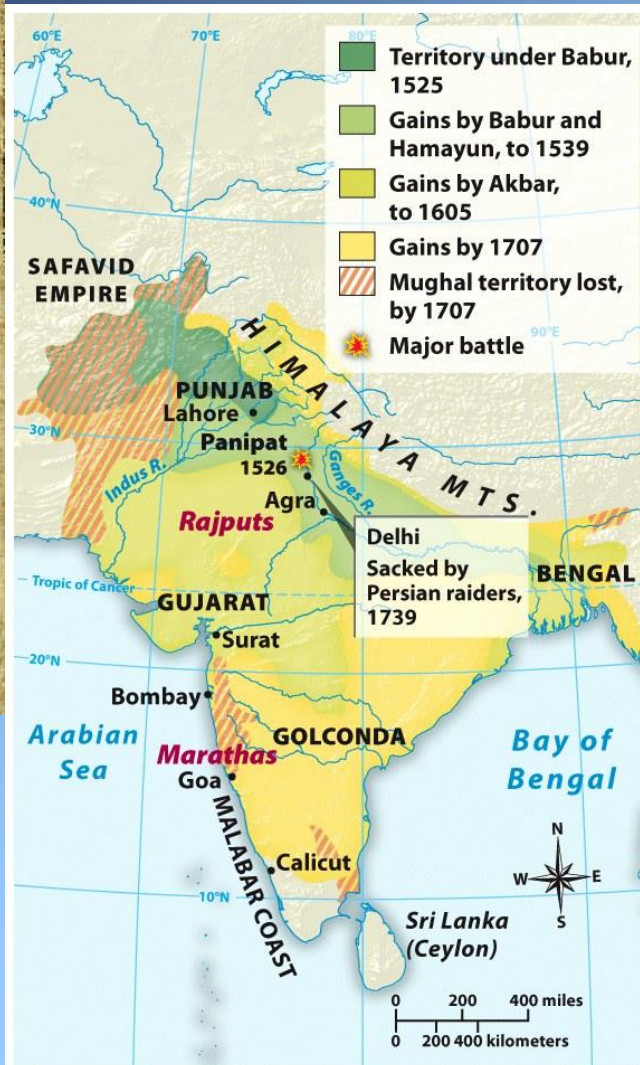 60°E
70°E
80°E
Territory under Babur,
1525
Gains by Babur and
Hamayun, to 1539
Gains by Akbar,
to 1605
Gains by 1707
Mughal territory lost,
by 1707
Major battle
40°N
SAFAVID
EMPIRE
90°E
HIMALAYA MTS.
PUNJAB
Lahore
30°N
Panipat
1526
Indus R.
Ganges R.
Agra
Rajputs
Delhi
Sacked by
Persian raiders,
1739
BENGAL
Tropic of Cancer
GUJARAT
Surat
20°N
Bombay
Arabian
Sea
GOLCONDA
Bay of
Bengal
Marathas
Goa
MALABAR COAST
Calicut
N
W
E
S
10°N
Sri Lanka
(Ceylon)
0 200 400 miles
0 200 400 kilometers